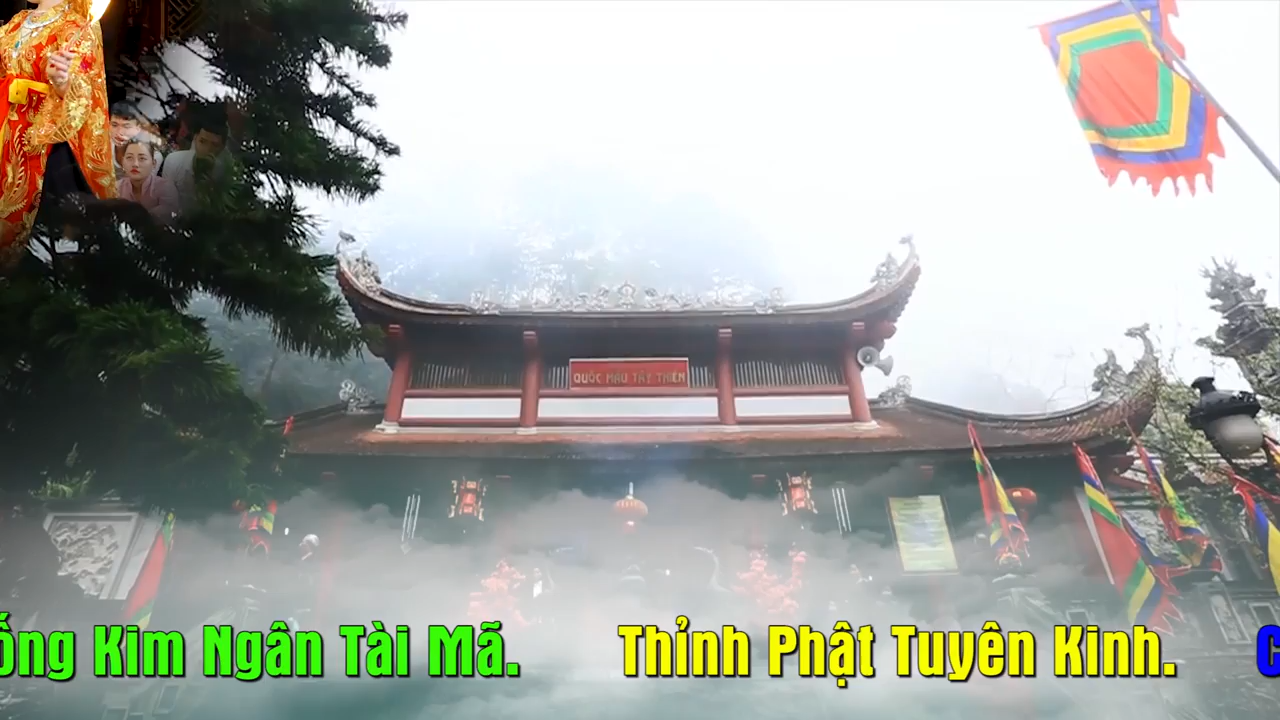 QUỐC MẪU TÂY THIÊN
ống Kim Ngân Tài Mã. Thỉnh Phật Tuyên Kinh.